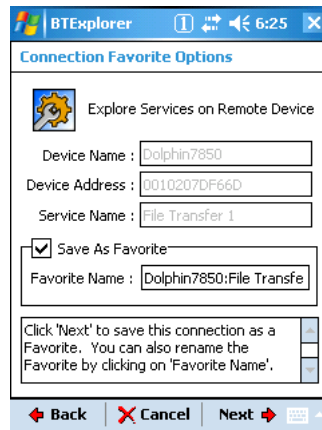 BTExplorer 1 6:25
Connection Favorite Options
Explore Services on Remote Device
Device Name : Dolphin7850
Device Address : 0010207DF66D
Service Name : File Transfer 1
Save As Favorite
Favorite Name : Dolphin7850:File Transfe
Click 'Next' to save this connection as a
Favorite. You can also rename the
Favorite by clicking on 'Favorite Name'.
Back Cancel Next